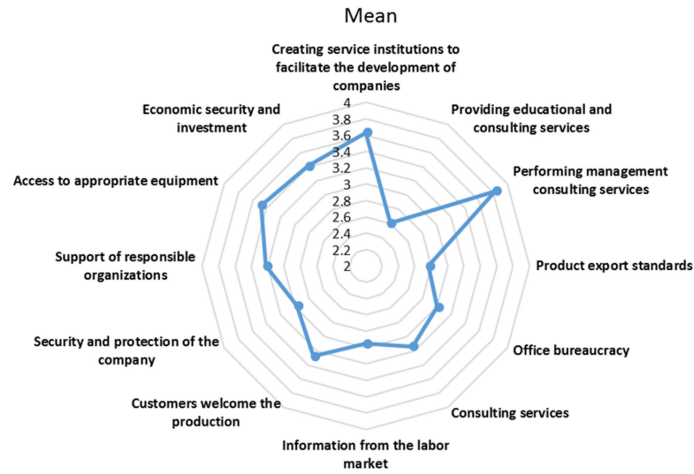 Mean
Creating service institutions to
facilitate the development of
companies
Providing educational and
consulting services
Performing management
consulting services
Product export standards
Office bureaucracy
Consulting services
Information from the labor
market
Customers welcome the
production
Security and protection of the
company
Support of responsible
organizations
Access to appropriate equipment
Economic security and
investment
4
3.8
3.6
3.4
3.2
3
2.8
2.6
2.4
2.2
2